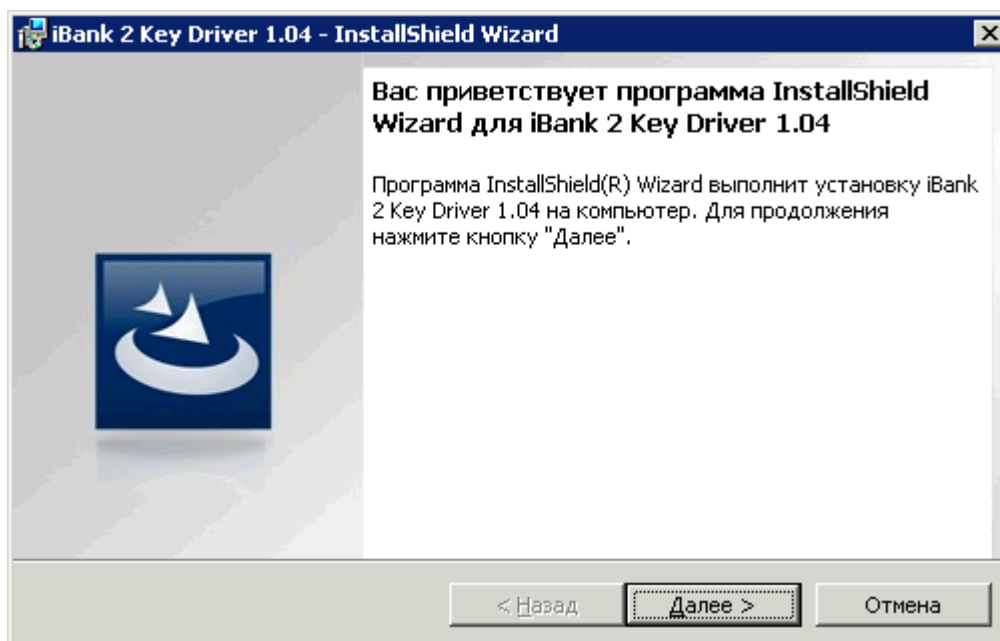 iBank 2 Key Driver 1.04 - InstallShield Wizard
Вас приветствует программа InstallShield
Wizard для iBank 2 Key Driver 1.04
Программа InstallShield(R) Wizard выполнит установку iBank
2 Key Driver 1.04 на компьютер. Для продолжения
нажмите кнопку "Далее".
< Назад Далее > Отмена